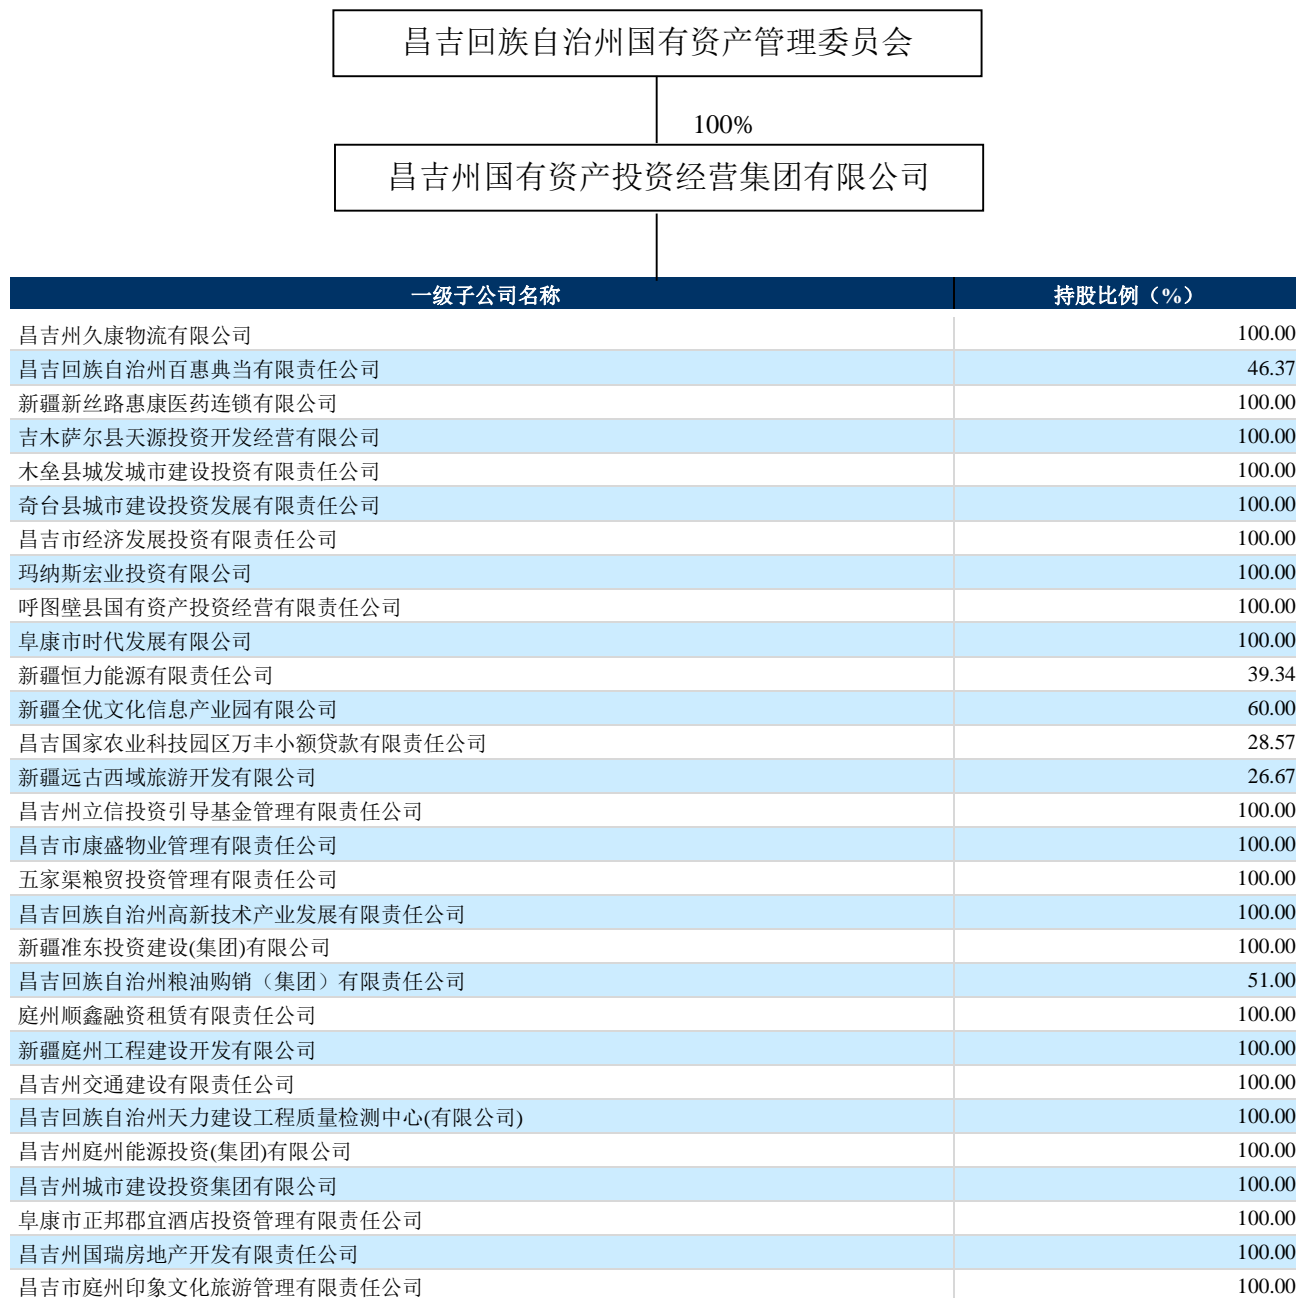 昌吉回族自治州国有资产管理委员会
100%
昌吉州国有资产投资经营集团有限公司
一级子公司名称 持股比例（%）
昌吉州久康物流有限公司 100.00
昌吉回族自治州百惠典当有限责任公司 46.37
新疆新丝路惠康医药连锁有限公司 100.00
吉木萨尔县天源投资开发经营有限公司 100.00
木垒县城发城市建设投资有限责任公司 100.00
奇台县城市建设投资发展有限责任公司 100.00
昌吉市经济发展投资有限责任公司 100.00
玛纳斯宏业投资有限公司 100.00
呼图壁县国有资产投资经营有限责任公司 100.00
阜康市时代发展有限公司 100.00
新疆恒力能源有限责任公司 39.34
新疆全优文化信息产业园有限公司 60.00
昌吉国家农业科技园区万丰小额贷款有限责任公司 28.57
新疆远古西域旅游开发有限公司 26.67
昌吉州立信投资引导基金管理有限责任公司 100.00
昌吉市康盛物业管理有限责任公司 100.00
五家渠粮贸投资管理有限责任公司 100.00
昌吉回族自治州高新技术产业发展有限责任公司 100.00
新疆准东投资建设(集团)有限公司 100.00
昌吉回族自治州粮油购销（集团）有限责任公司 51.00
庭州顺鑫融资租赁有限责任公司 100.00
新疆庭州工程建设开发有限公司 100.00
昌吉州交通建设有限责任公司 100.00
昌吉回族自治州天力建设工程质量检测中心(有限公司) 100.00
昌吉州庭州能源投资(集团)有限公司 100.00
昌吉州城市建设投资集团有限公司 100.00
阜康市正邦郡宜酒店投资管理有限责任公司 100.00
昌吉州国瑞房地产开发有限责任公司 100.00
昌吉市庭州印象文化旅游管理有限责任公司 100.00